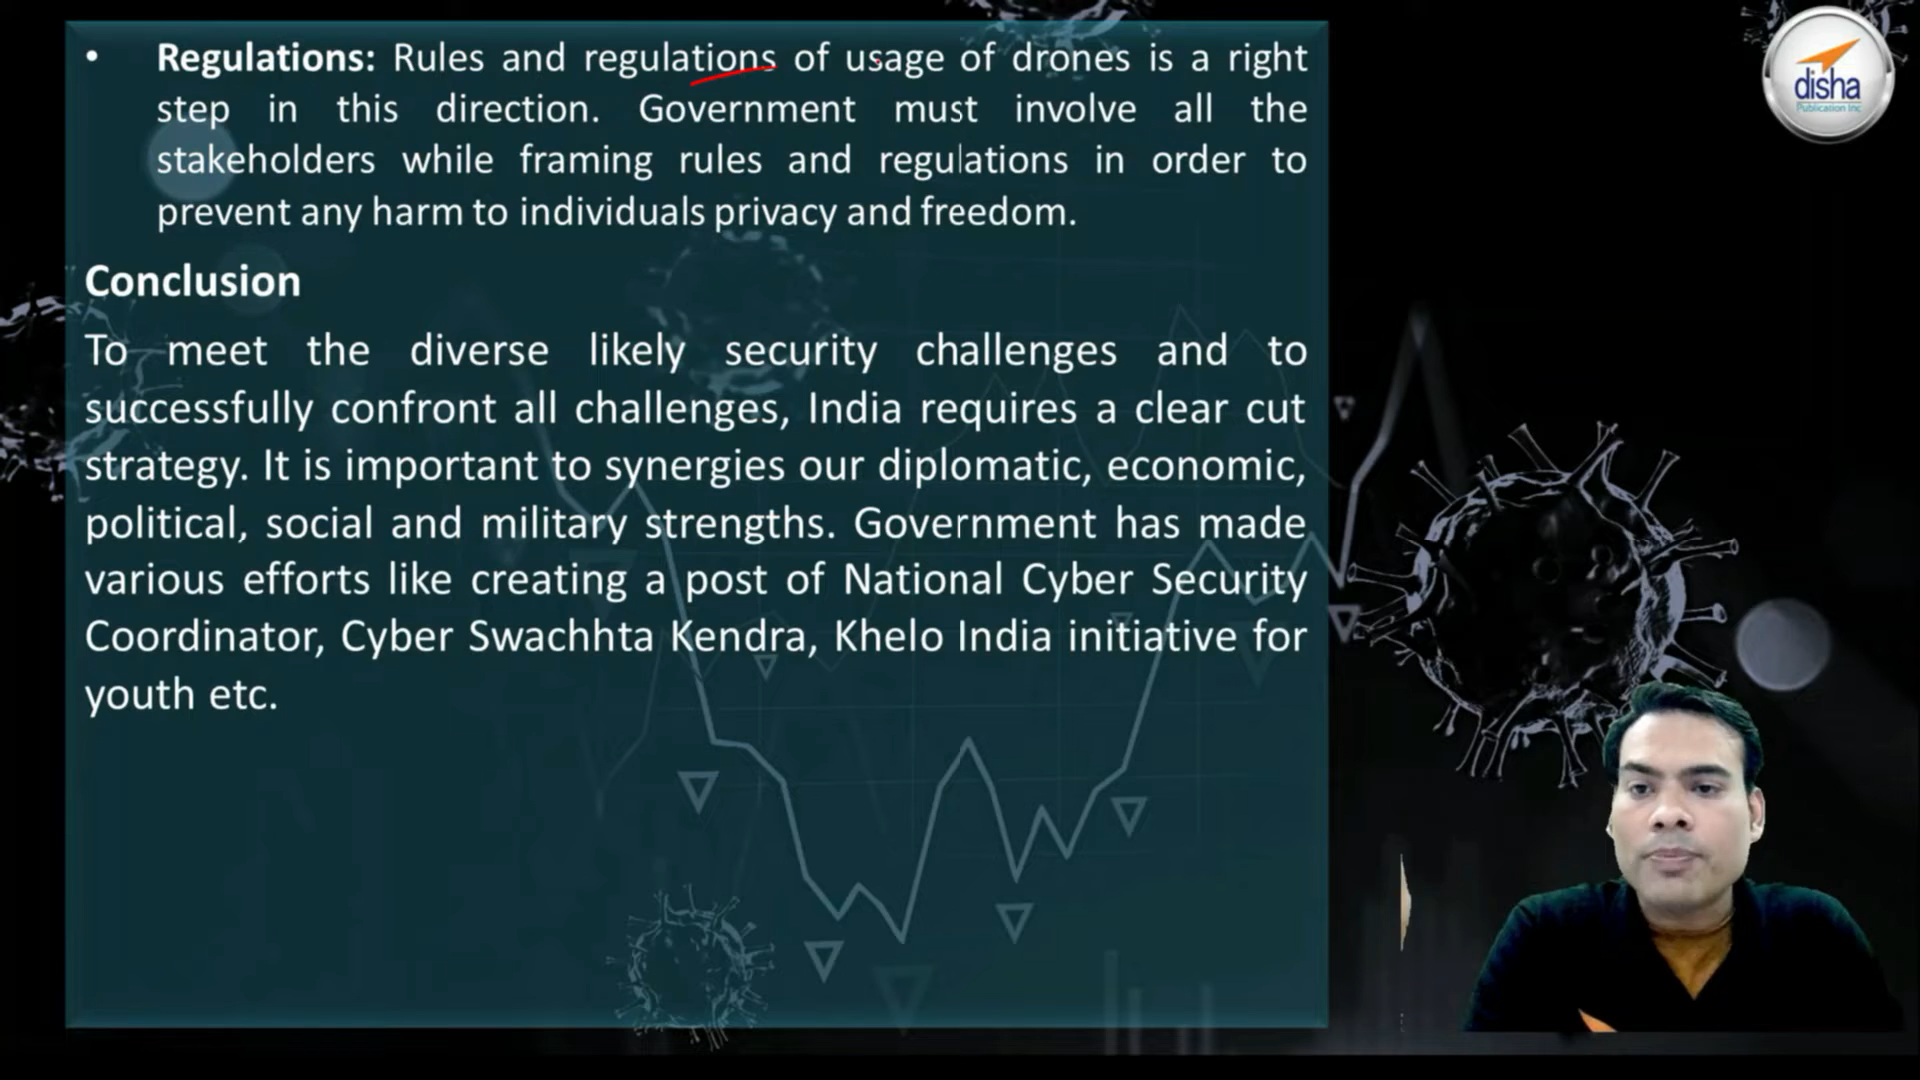 • Regulations: Rules and regulations of usage of drones is a right
step in this direction. Government must involve all the
stakeholders while framing rules and regulations in order to
prevent any harm to individuals privacy and freedom.
Conclusion
To meet the diverse likely security challenges and to
successfully confront all challenges, India requires a clear cut
strategy. It is important to synergies our diplomatic, economic,
political, social and military strengths. Government has made
various efforts like creating a post of National Cyber Security
Coordinator, Cyber Swachhta Kendra, Khelo India initiative for
youth etc.
disha
Publication Inc